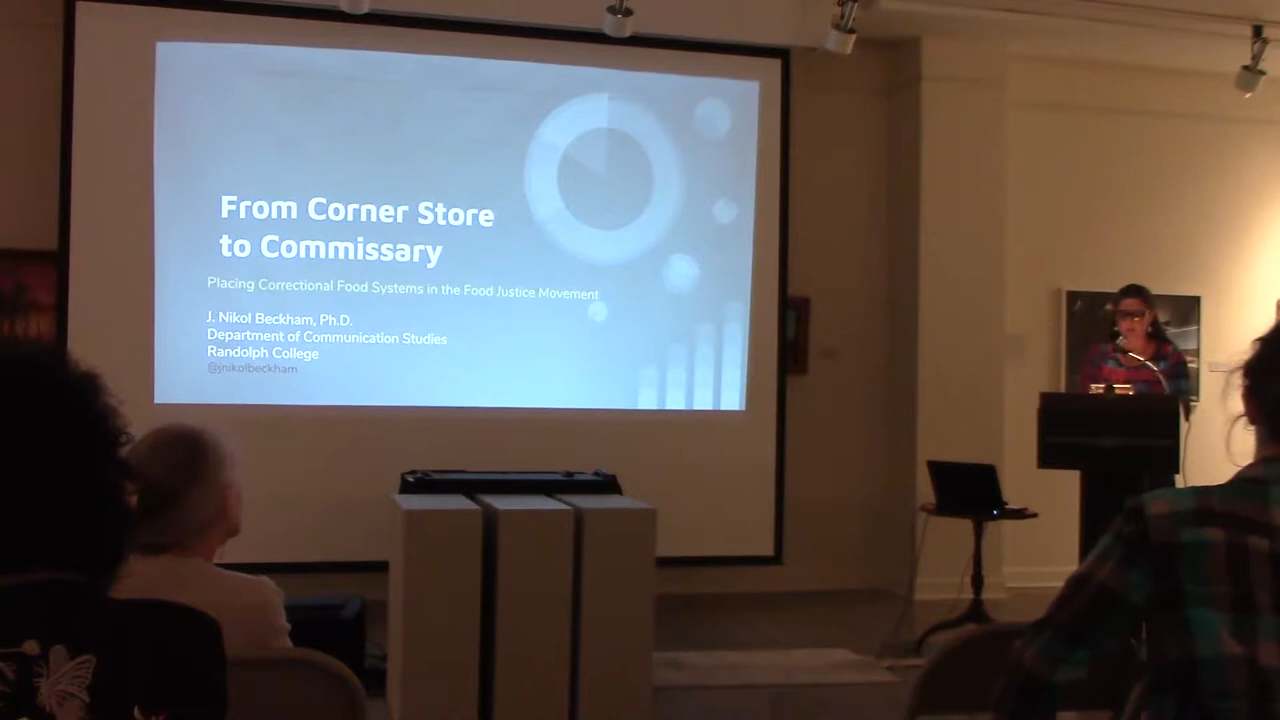 From Corner Store
to Commissary
Placing Correctional Food Systems in the Food Justice Movement
J. Nikol Beckham, Ph.D.
Department of Communication Studies
Randolph College
@jnikolbeckham